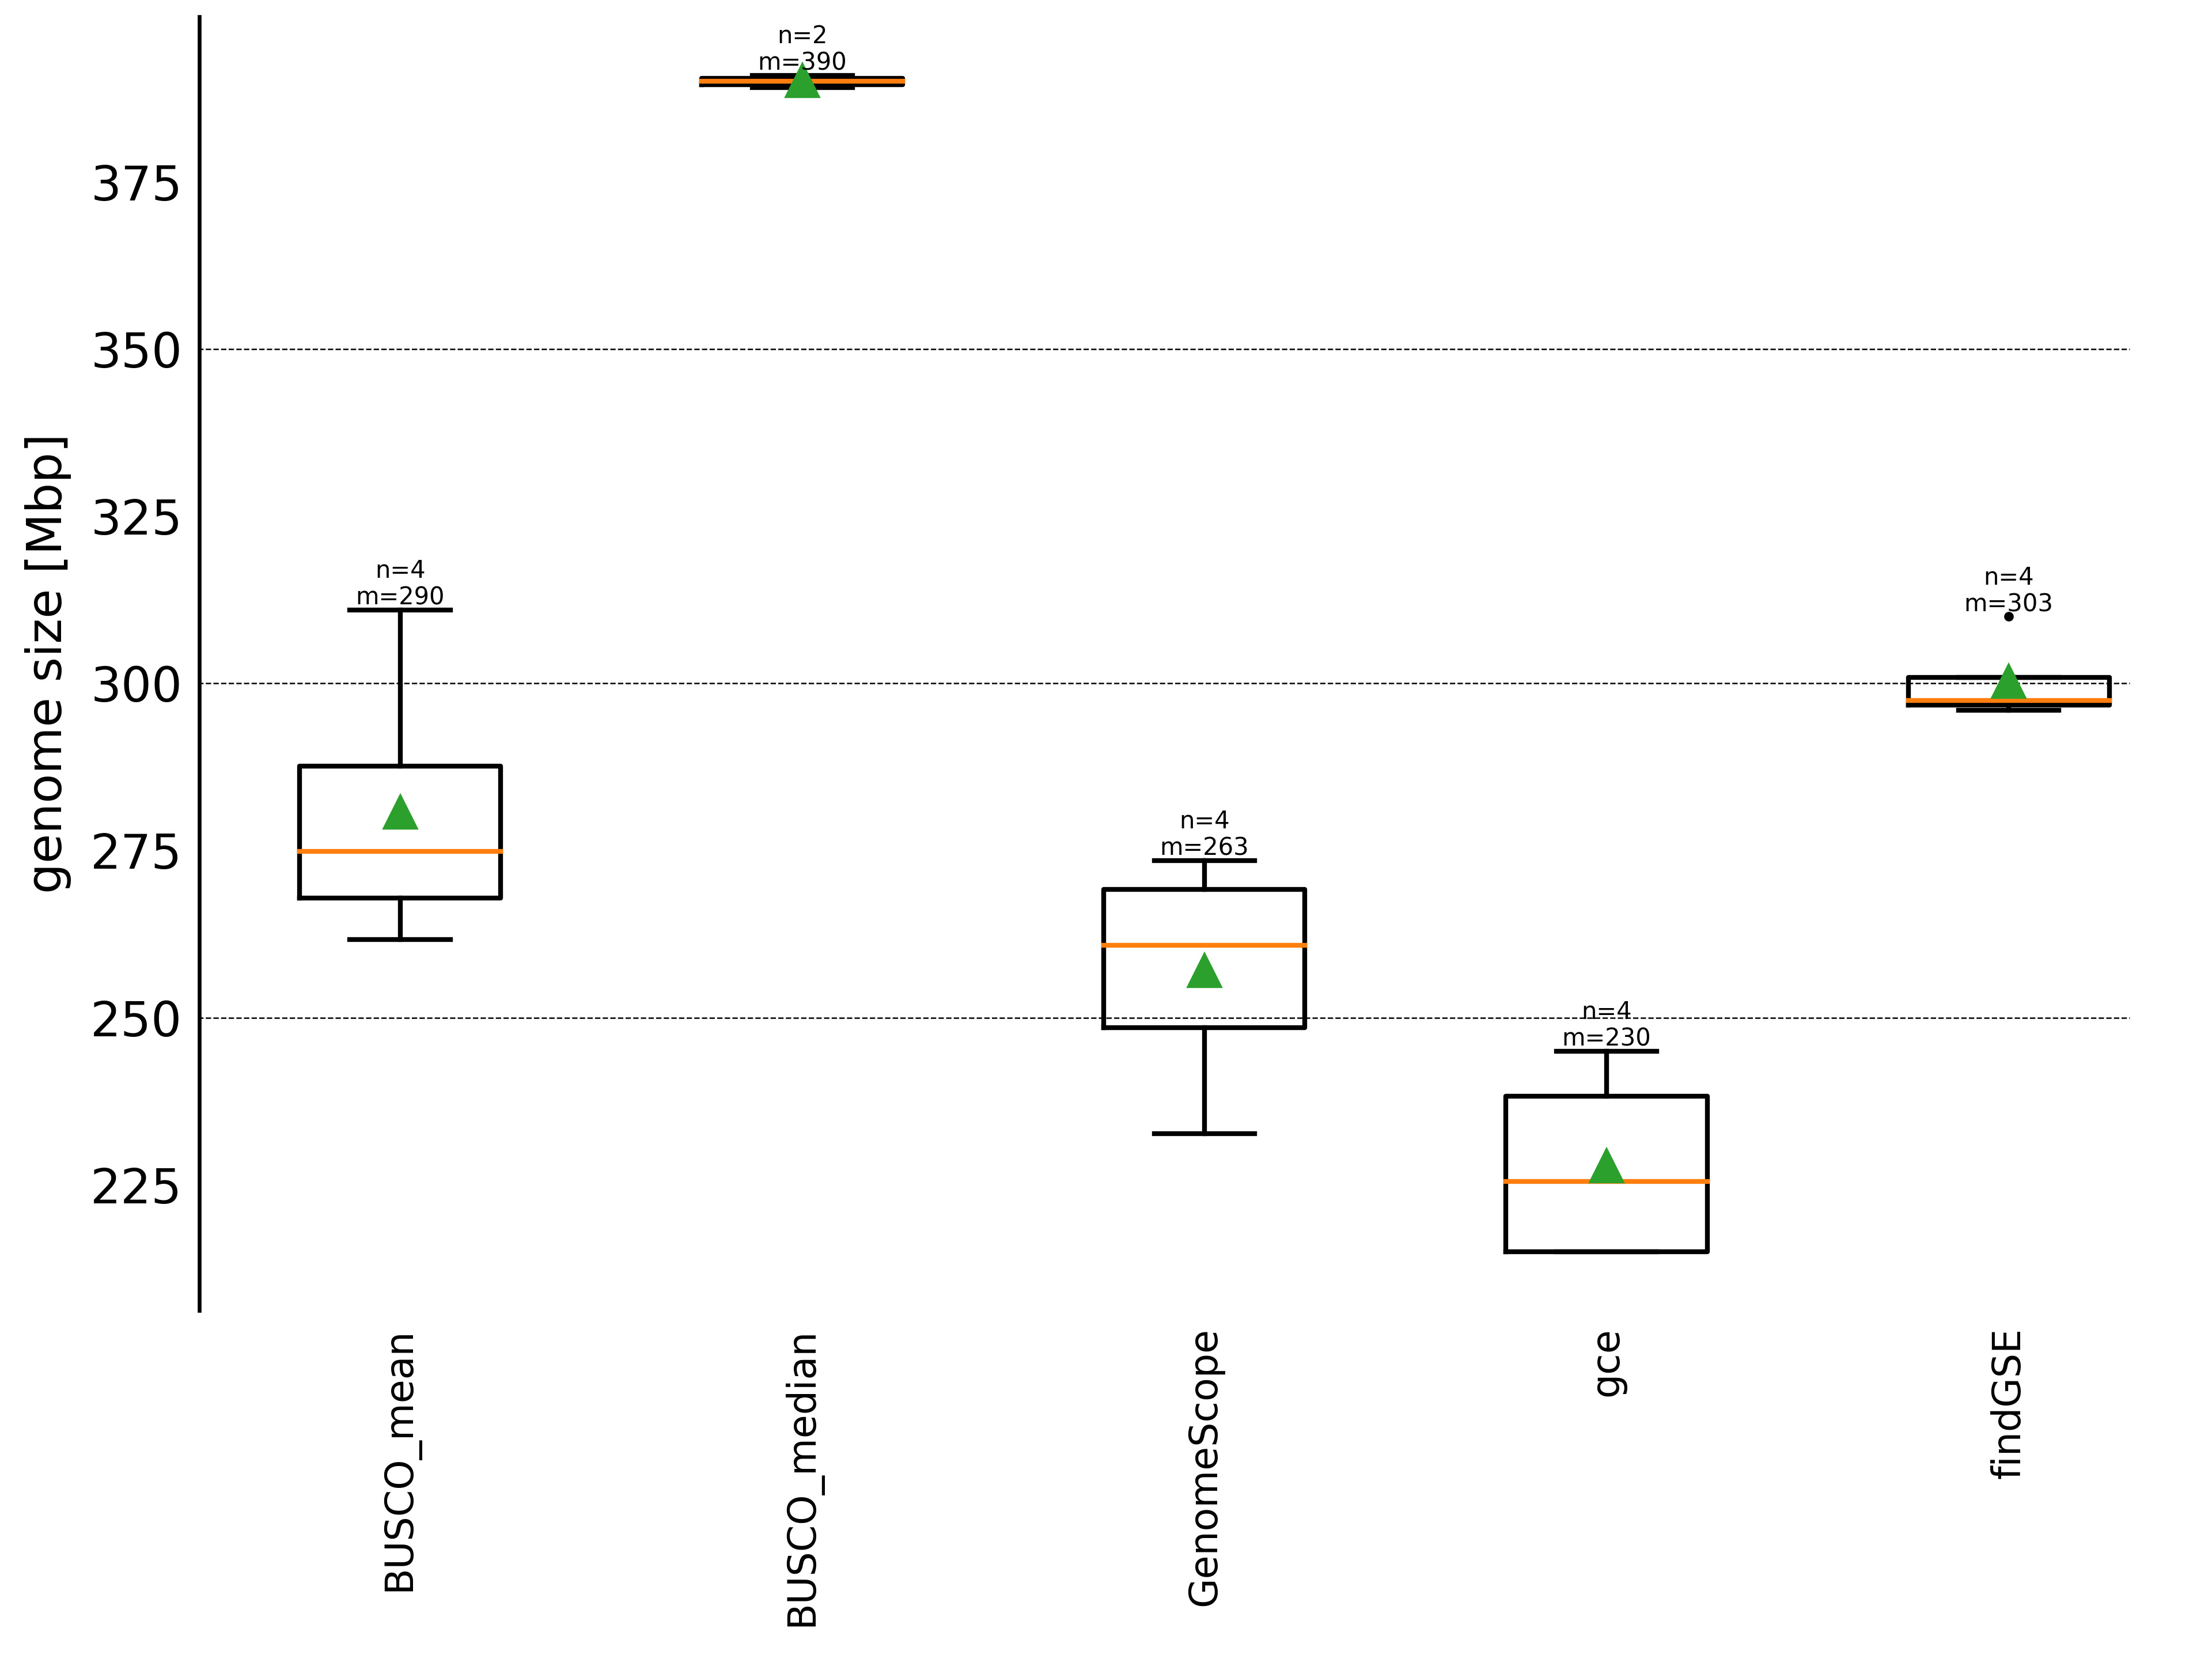 n=2
m=390
375
350
325
n=4
m=290
n=4
m=303
300
n=4
m=263
275
250
n=4
m=230
225
genome size [Mbp]
BUSCO_mean
BUSCO_median
GenomeScope
gce
findGSE